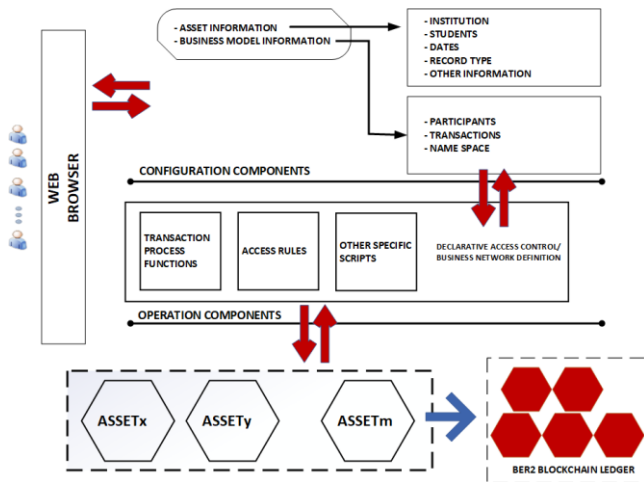 - ASSET INFORMATION
- BUSINESS MODEL INFORMATION
- INSTITUTION
- STUDENTS
- DATES
- RECORD TYPE
- OTHER INFORMATION
- PARTICIPANTS
- TRANSACTIONS
- NAME SPACE
WEB
BROWSER
CONFIGURATION COMPONENTS
TRANSACTION
PROCESS
FUNCTIONS
ACCESS RULES
OTHER SPECIFIC
SCRIPTS
DECLARATIVE ACCESS CONTROL/
BUSINESS NETWORK DEFINITION
OPERATION COMPONENTS
ASSETx
ASSETy
ASSETm
BER2 BLOCKCHAIN LEDGER